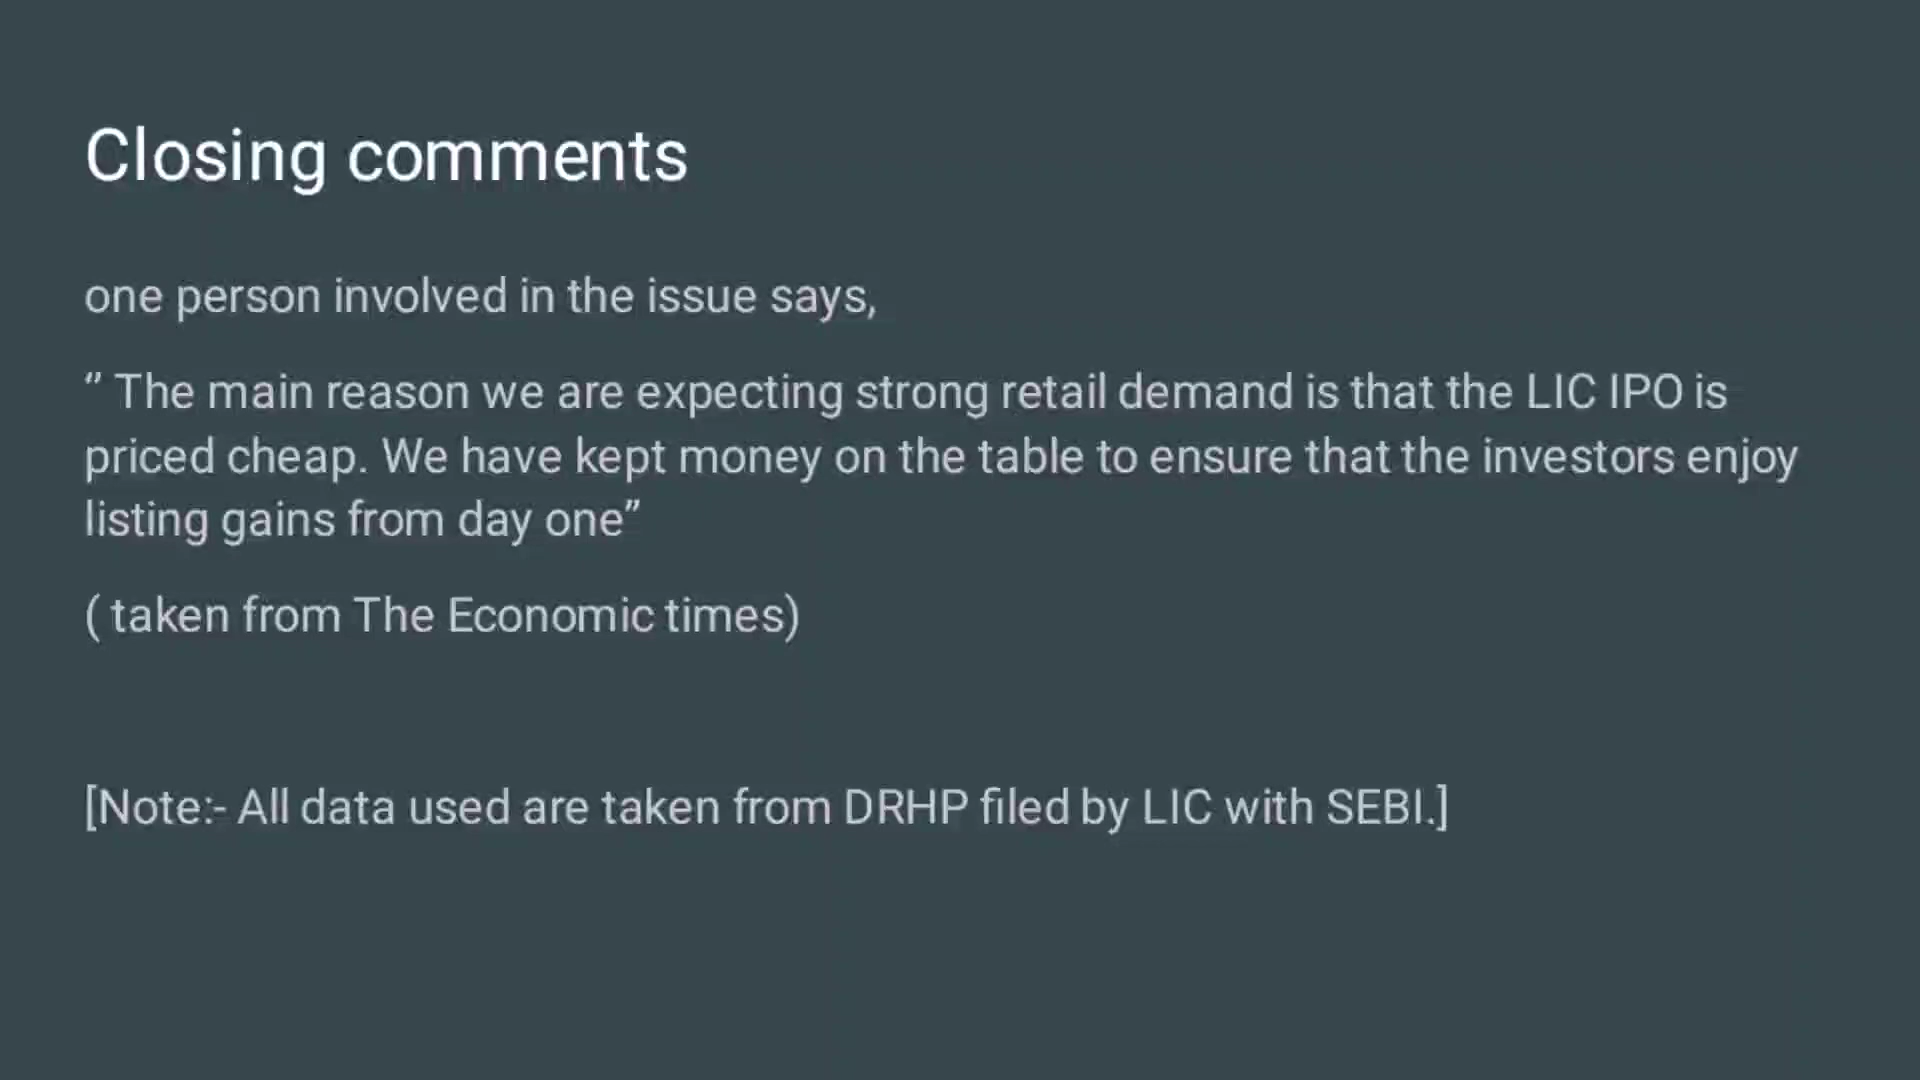 Closing comments
one person involved in the issue says,
“ The main reason we are expecting strong retail demand is that the LIC IPO is
priced cheap. We have kept money on the table to ensure that the investors enjoy
listing gains from day one”
( taken from The Economic times)
[Note:- All data used are taken from DRHP filed by LIC with SEBI.]